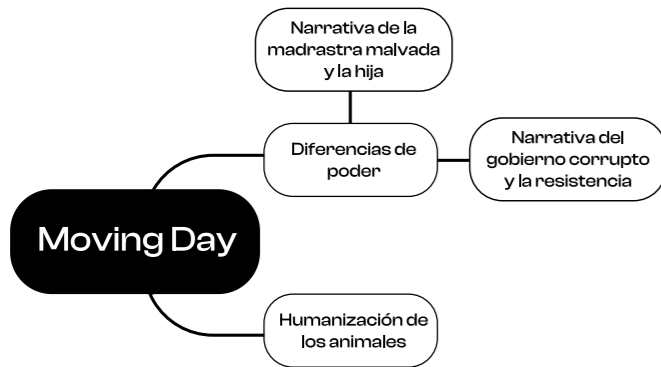 Narrativa de la
madrastra malvada
y la hija
Diferencias de
poder
Narrativa del
gobierno corrupto
y la resistencia
Moving Day
Humanización de
los animales